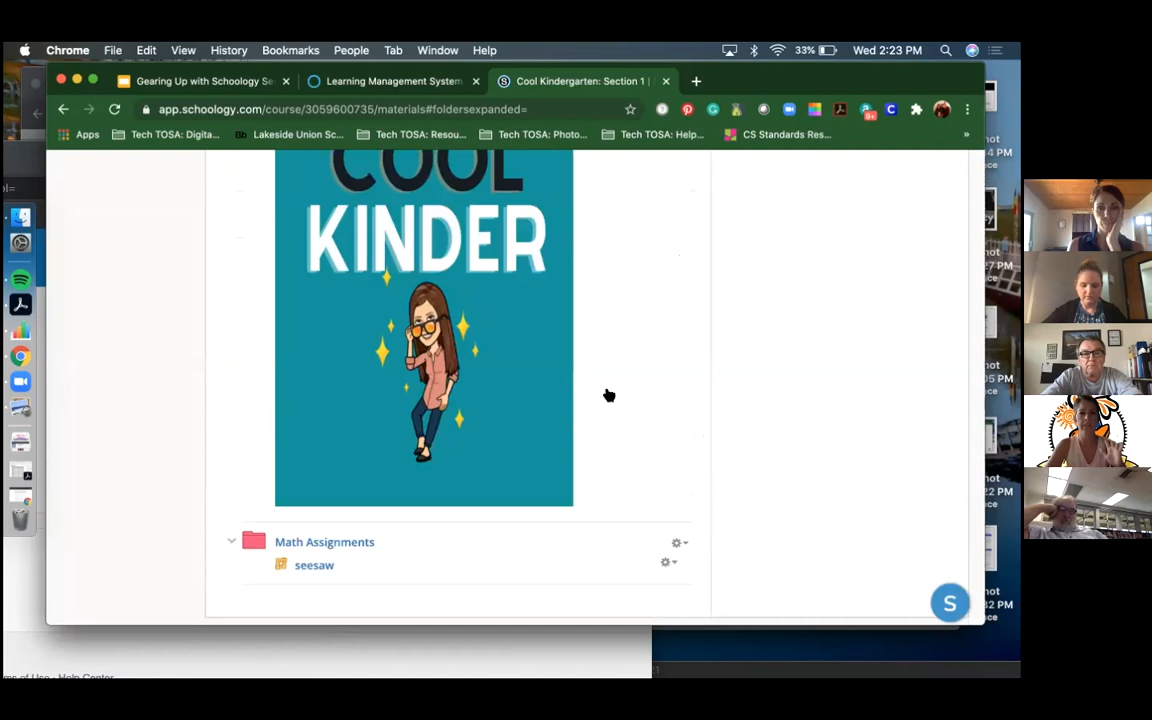 Chrome File Edit View History Bookmarks People Tab Window Help 33% Wed 2:23 PM
Gearing Up with Schoology Se Learning Management System Cool Kindergarten: Section 1 |
app.schoology.com/course/3059600735/materials#foldersexpanded=
Apps Tech TOSA: Digita... Bb Lakeside Union Sc... Tech TOSA: Resou... Tech TOSA: Photo... Tech TOSA: Help... CS Standards Res... »
COOL
KINDER
Math Assignments
seesaw
S
Help Center